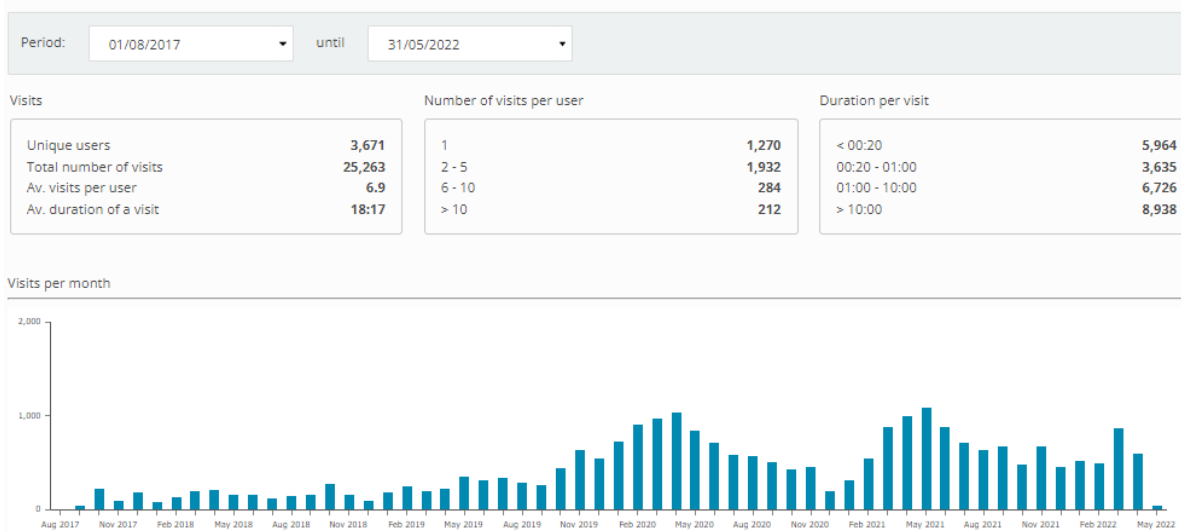 Period: 01/08/2017 until 31/05/2022
Visits Number of visits per user Duration per visit
Unique users 3,671 1 1,270 < 00:20 5,964
Total number of visits 25,263 2 - 5 1,932 00:20 - 01:00 3,635
Av. visits per user 6.9 6 - 10 284 01:00 - 10:00 6,726
Av. duration of a visit 18:17 > 10 212 > 10:00 8,938
Visits per month
2,000
1,000
0
Aug 2017 Nov 2017 Feb 2018 May 2018 Aug 2018 Nov 2018 Feb 2019 May 2019 Aug 2019 Nov 2019 Feb 2020 May 2020 Aug 2020 Nov 2020 Feb 2021 May 2021 Aug 2021 Nov 2021 Feb 2022 May 2022